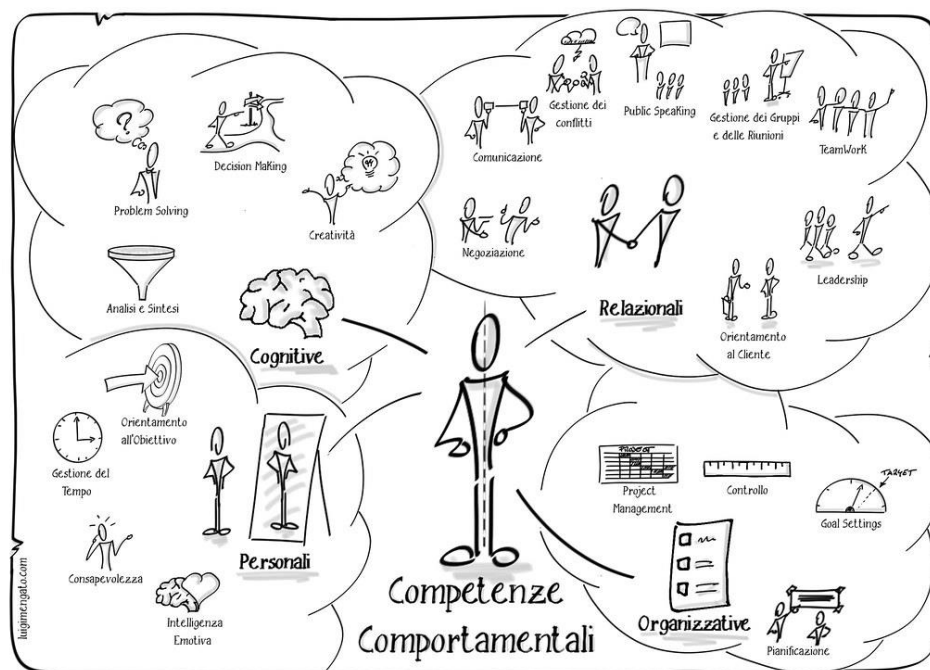 Problem Solving
Decision Making
Creatività
Analisi e Sintesi
Cognitive
Comunicazione
Gestione dei
conflitti
Public Speaking
Gestione dei Gruppi
e delle Riunioni
TeamWork
Negoziazione
Relazionali
Leadership
Orientamento
al Cliente
Orientamento
all'Obiettivo
Gestione del
Tempo
Consapevolezza
Intelligenza
Emotiva
Personali
PROJECT
Project
Management
Controllo
TARGET
Goal Settings
Organizzative
Pianificazione
Competenze
Comportamentali
luigimengato.com